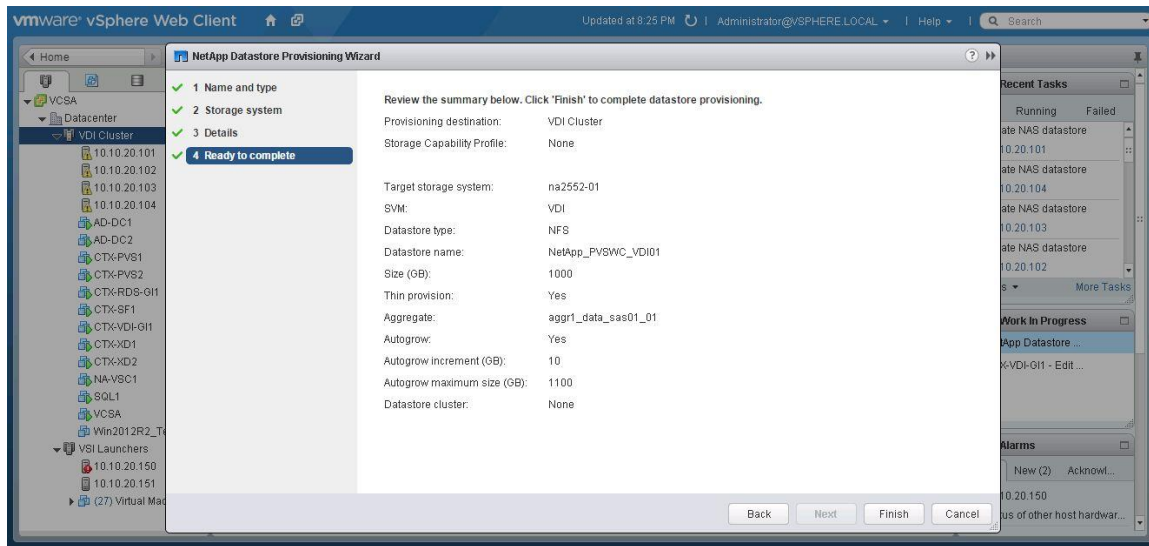 vmware® vSphere Web Client Updated at 8:25 PM | Administrator@VSPHERE.LOCAL | Help | Search
Home
VCSA
Datacenter
VDI Cluster
10.10.20.101
10.10.20.102
10.10.20.103
10.10.20.104
AD-DC1
AD-DC2
CTX-PVS1
CTX-PVS2
CTX-RDS-GI1
CTX-SF1
CTX-VDI-GI1
CTX-XD1
CTX-XD2
NA-VSC1
SQL1
VCSA
Win2012R2_Te
VSI Launchers
10.10.20.150
10.10.20.151
(27) Virtual Mac
NetApp Datastore Provisioning Wizard
1 Name and type
2 Storage system
3 Details
4 Ready to complete
Review the summary below. Click 'Finish' to complete datastore provisioning.
Provisioning destination: VDI Cluster
Storage Capability Profile: None
Target storage system: na2552-01
SVM: VDI
Datastore type: NFS
Datastore name: NetApp_PVSWC_VDI01
Size (GB): 1000
Thin provision: Yes
Aggregate: aggr1_data_sas01_01
Autogrow: Yes
Autogrow increment (GB): 10
Autogrow maximum size (GB): 1100
Datastore cluster: None
Back Next Finish Cancel
Recent Tasks
Running Failed
ate NAS datastore
10.20.101
ate NAS datastore
10.20.104
ate NAS datastore
10.20.103
ate NAS datastore
10.20.102
s More Tasks
Work In Progress
tApp Datastore ...
X-VDI-GI1 - Edit ...
Alarms
New (2) Acknowl...
10.20.150
tus of other host hardwar...